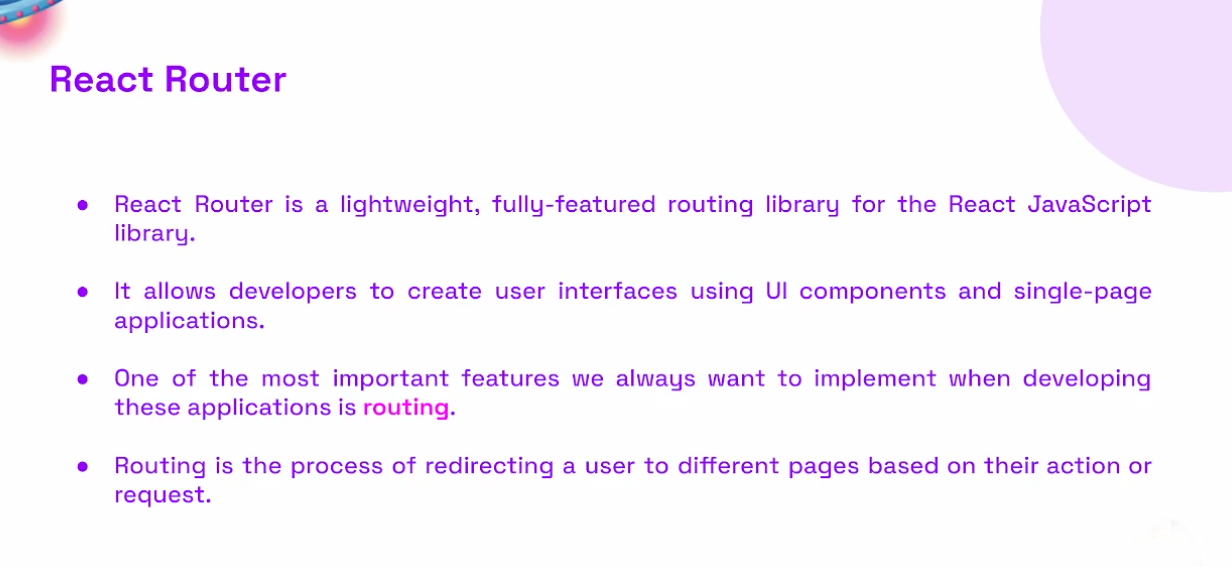 React Router
● React Router is a lightweight, fully-featured routing library for the React JavaScript
library.
● It allows developers to create user interfaces using UI components and single-page
applications.
● One of the most important features we always want to implement when developing
these applications is routing.
● Routing is the process of redirecting a user to different pages based on their action or
request.